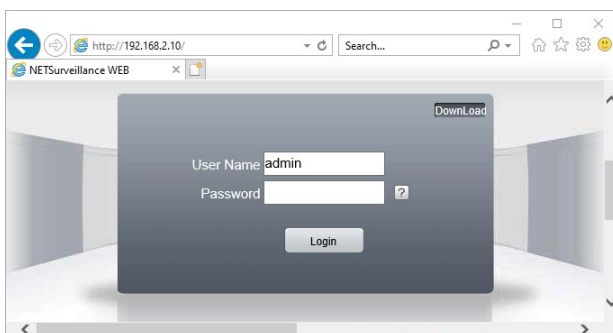 http://192.168.2.10/
Search...
NETSurveillance WEB
DownLoad
User Name admin
Password
?
Login